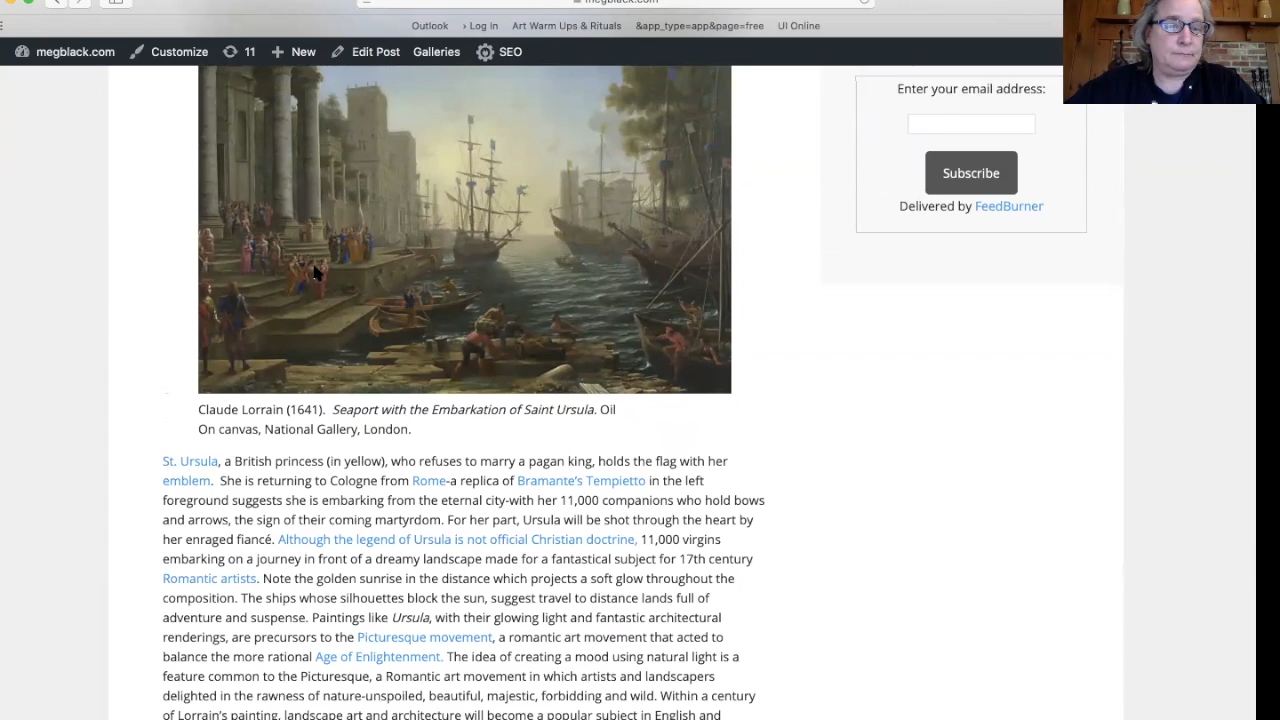 Outlook › Log In Art Warm Ups & Rituals &app_type=app&page=free UI Online
megblack.com Customize 11 New Edit Post Galleries SEO
Enter your email address:
Subscribe
Delivered by FeedBurner
Claude Lorrain (1641). Seaport with the Embarkation of Saint Ursula. Oil
On canvas, National Gallery, London.
St. Ursula, a British princess (in yellow), who refuses to marry a pagan king, holds the flag with her
emblem. She is returning to Cologne from Rome-a replica of Bramante's Tempietto in the left
foreground suggests she is embarking from the eternal city-with her 11,000 companions who hold bows
and arrows, the sign of their coming martyrdom. For her part, Ursula will be shot through the heart by
her enraged fiancé. Although the legend of Ursula is not official Christian doctrine, 11,000 virgins
embarking on a journey in front of a dreamy landscape made for a fantastical subject for 17th century
Romantic artists. Note the golden sunrise in the distance which projects a soft glow throughout the
composition. The ships whose silhouettes block the sun, suggest travel to distance lands full of
adventure and suspense. Paintings like Ursula, with their glowing light and fantastic architectural
renderings, are precursors to the Picturesque movement, a romantic art movement that acted to
balance the more rational Age of Enlightenment. The idea of creating a mood using natural light is a
feature common to the Picturesque, a Romantic art movement in which artists and landscapers
delighted in the rawness of nature-unspoiled, beautiful, majestic, forbidding and wild. Within a century
of Lorrain's painting, landscape art and architecture will become a popular subject in English and